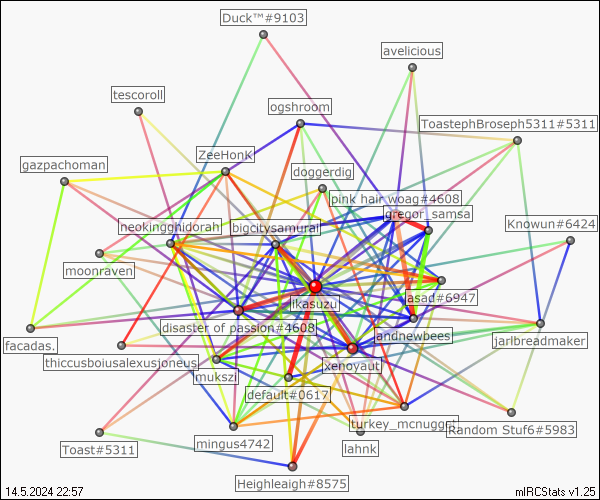 Duck™#9103
avelicious
tescoroll
ogshroom
ToastephBroseph5311#5311
ZeeHonK
gazpachoman
doggerdig
pink hair woag#4608
gregor_samsa
neokingghidorah
bigcitysamurai
Knowun#6424
moonraven
likasuzu
asad#6947
disaster of passion#4608
andnewbees
facadas.
jarlbreadmaker
thiccusboiusalexusjoneus
xenoyaut
mukszi
default#0617
turkey_mcnugget
Random Stuf6#5983
Toast#5311
mingus4742
lahnk
Heighleaigh#8575
14.5.2024 22:57
mIRCStats v1.25